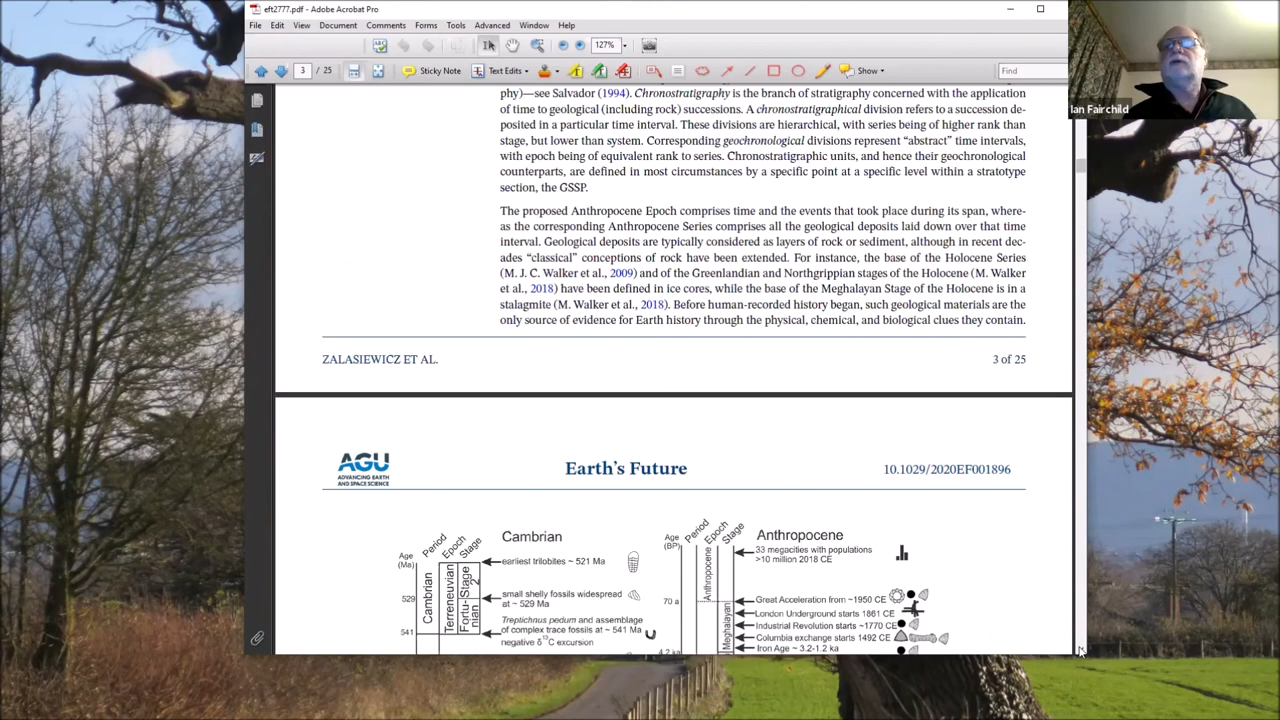 eft2777.pdf - Adobe Acrobat Pro
File Edit View Document Comments Forms Tools Advanced Window Help
127%
3 / 25 Sticky Note Text Edits Show Find
Ian Fairchild
phy)—see Salvador (1994). Chronostratigraphy is the branch of stratigraphy concerned with the application
of time to geological (including rock) successions. A chronostratigraphical division refers to a succession de-
posited in a particular time interval. These divisions are hierarchical, with series being of higher rank than
stage, but lower than system. Corresponding geochronological divisions represent “abstract” time intervals,
with epoch being of equivalent rank to series. Chronostratigraphic units, and hence their geochronological
counterparts, are defined in most circumstances by a specific point at a specific level within a stratotype
section, the GSSP.
The proposed Anthropocene Epoch comprises time and the events that took place during its span, where-
as the corresponding Anthropocene Series comprises all the geological deposits laid down over that time
interval. Geological deposits are typically considered as layers of rock or sediment, although in recent dec-
ades “classical” conceptions of rock have been extended. For instance, the base of the Holocene Series
(M. J. C. Walker et al., 2009) and of the Greenlandian and Northgrippian stages of the Holocene (M. Walker
et al., 2018) have been defined in ice cores, while the base of the Meghalayan Stage of the Holocene is in a
stalagmite (M. Walker et al., 2018). Before human-recorded history began, such geological materials are the
only source of evidence for Earth history through the physical, chemical, and biological clues they contain.
ZALASIEWICZ ET AL.
3 of 25
AGU
ADVANCING EARTH
AND SPACE SCIENCE
Earth's Future
10.1029/2020EF001896
Age
(Ma)
Period
Epoch
Stage
Cambrian
earliest trilobites ~ 521 Ma
small shelly fossils widespread
at ~ 529 Ma
Treptichnus pedum and assemblage
of complex trace fossils at ~ 541 Ma
negative δ13C excursion
529
541
Cambrian
Terreneuvian
Stage 2
Fortu-
nian
Age
(BP)
Period
Epoch
Stage
Anthropocene
33 megacities with populations
>10 million 2018 CE
Great Acceleration from ~1950 CE
London Underground starts 1861 CE
Industrial Revolution starts ~1770 CE
Columbia exchange starts 1492 CE
Iron Age ~ 3.2-1.2 ka
70 a
4.2 ka
Anthropocene
Meghalayan